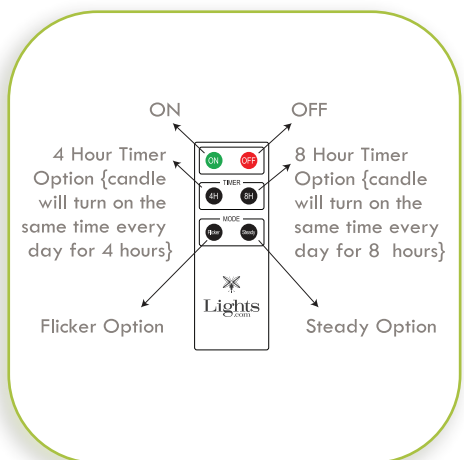 ON
OFF
4 Hour Timer
Option {candle
will turn on the
same time every
day for 4 hours}
8 Hour Timer
Option {candle
will turn on the
same time every
day for 8 hours}
ON OFF
TIMER
4H 8H
MODE
Flicker Steady
Lights
.com
Flicker Option
Steady Option